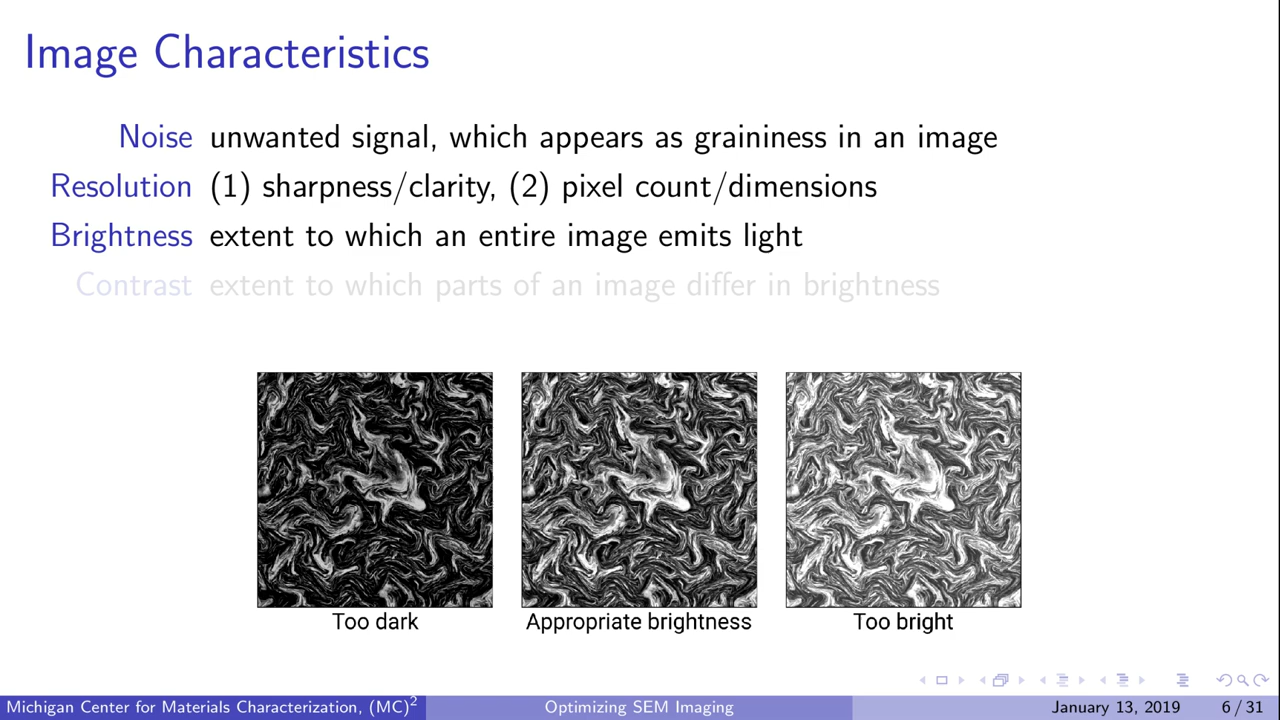 Image Characteristics
Noise unwanted signal, which appears as graininess in an image
Resolution (1) sharpness/clarity, (2) pixel count/dimensions
Brightness extent to which an entire image emits light
Contrast extent to which parts of an image differ in brightness
Too dark Appropriate brightness Too bright
Michigan Center for Materials Characterization, (MC)² Optimizing SEM Imaging January 13, 2019 6 / 31